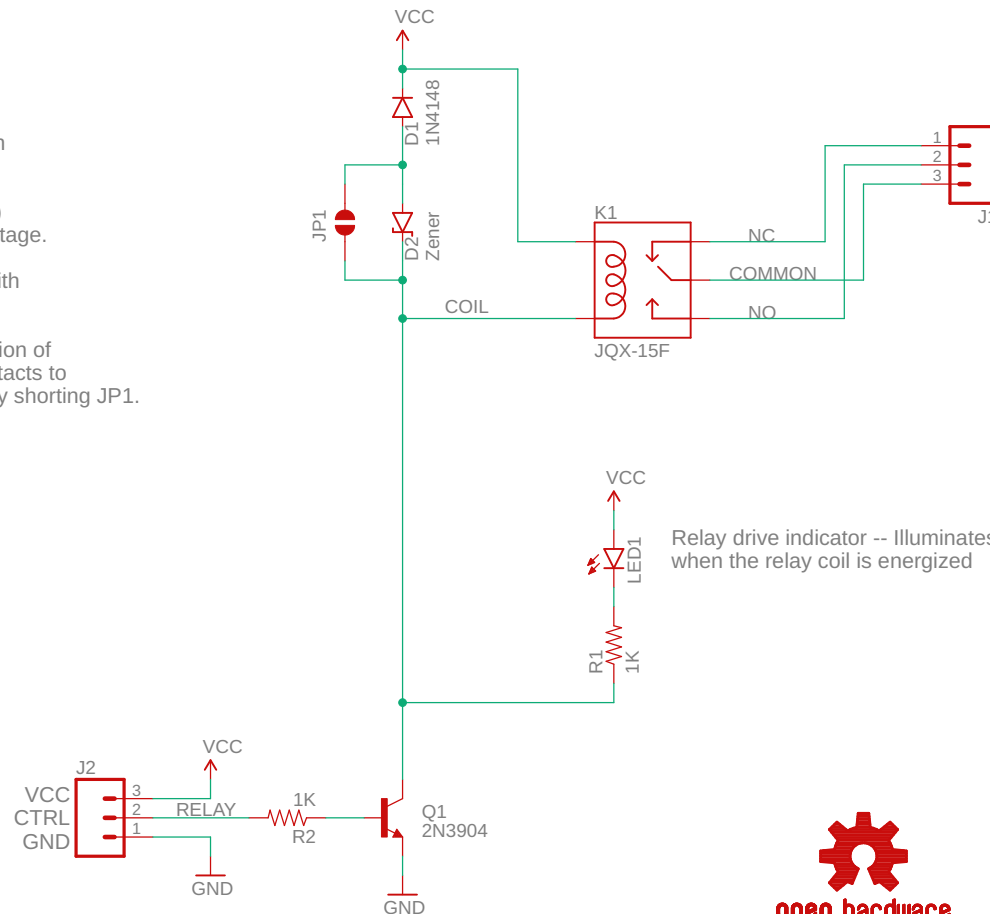 VCC
D1
1N4148
JP1
D2
Zener
tage.
ith
ion of
tacts to
y shorting JP1.
COIL
K1
JQX-15F
NC
COMMON
NO
1
2
3
VCC
LED1
Relay drive indicator -- Illuminates
when the relay coil is energized
R1
1K
VCC
J2
VCC
CTRL
GND
3
2
1
RELAY
1K
R2
GND
Q1
2N3904
GND
open hardware